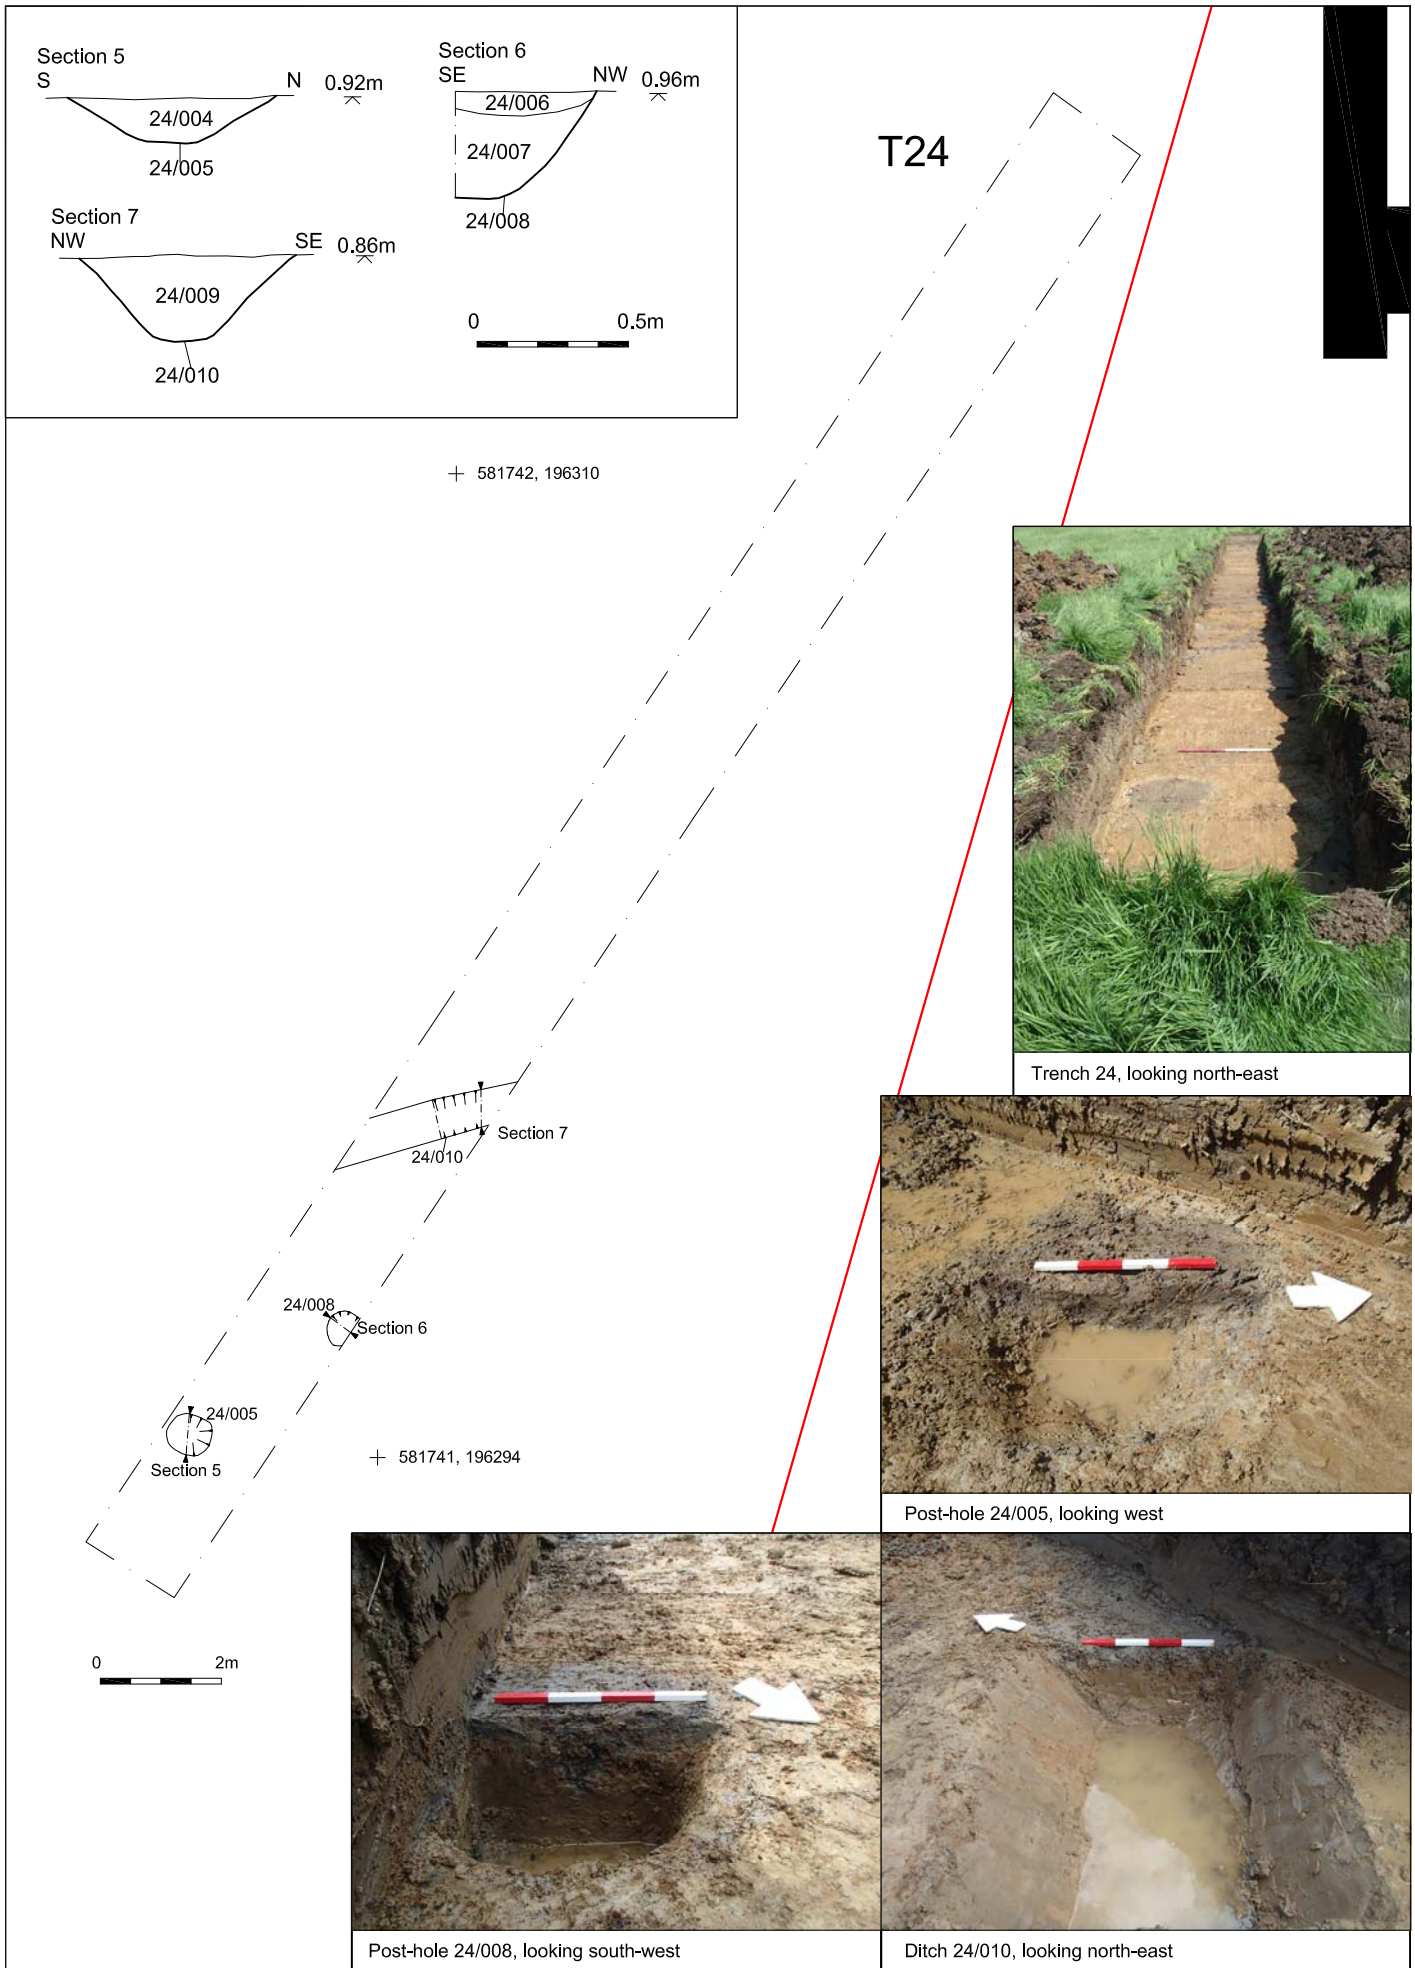 Section 5
S N 0.92m
24/004
24/005
Section 6
SE NW 0.96m
24/006
24/007
24/008
Section 7
NW SE 0.86m
24/009
24/010
0 0.5m
T24
581742, 196310
Trench 24, looking north-east
Section 7
24/010
24/008
Section 6
24/005
Section 5
581741, 196294
Post-hole 24/005, looking west
0 2m
Post-hole 24/008, looking south-west
Ditch 24/010, looking north-east